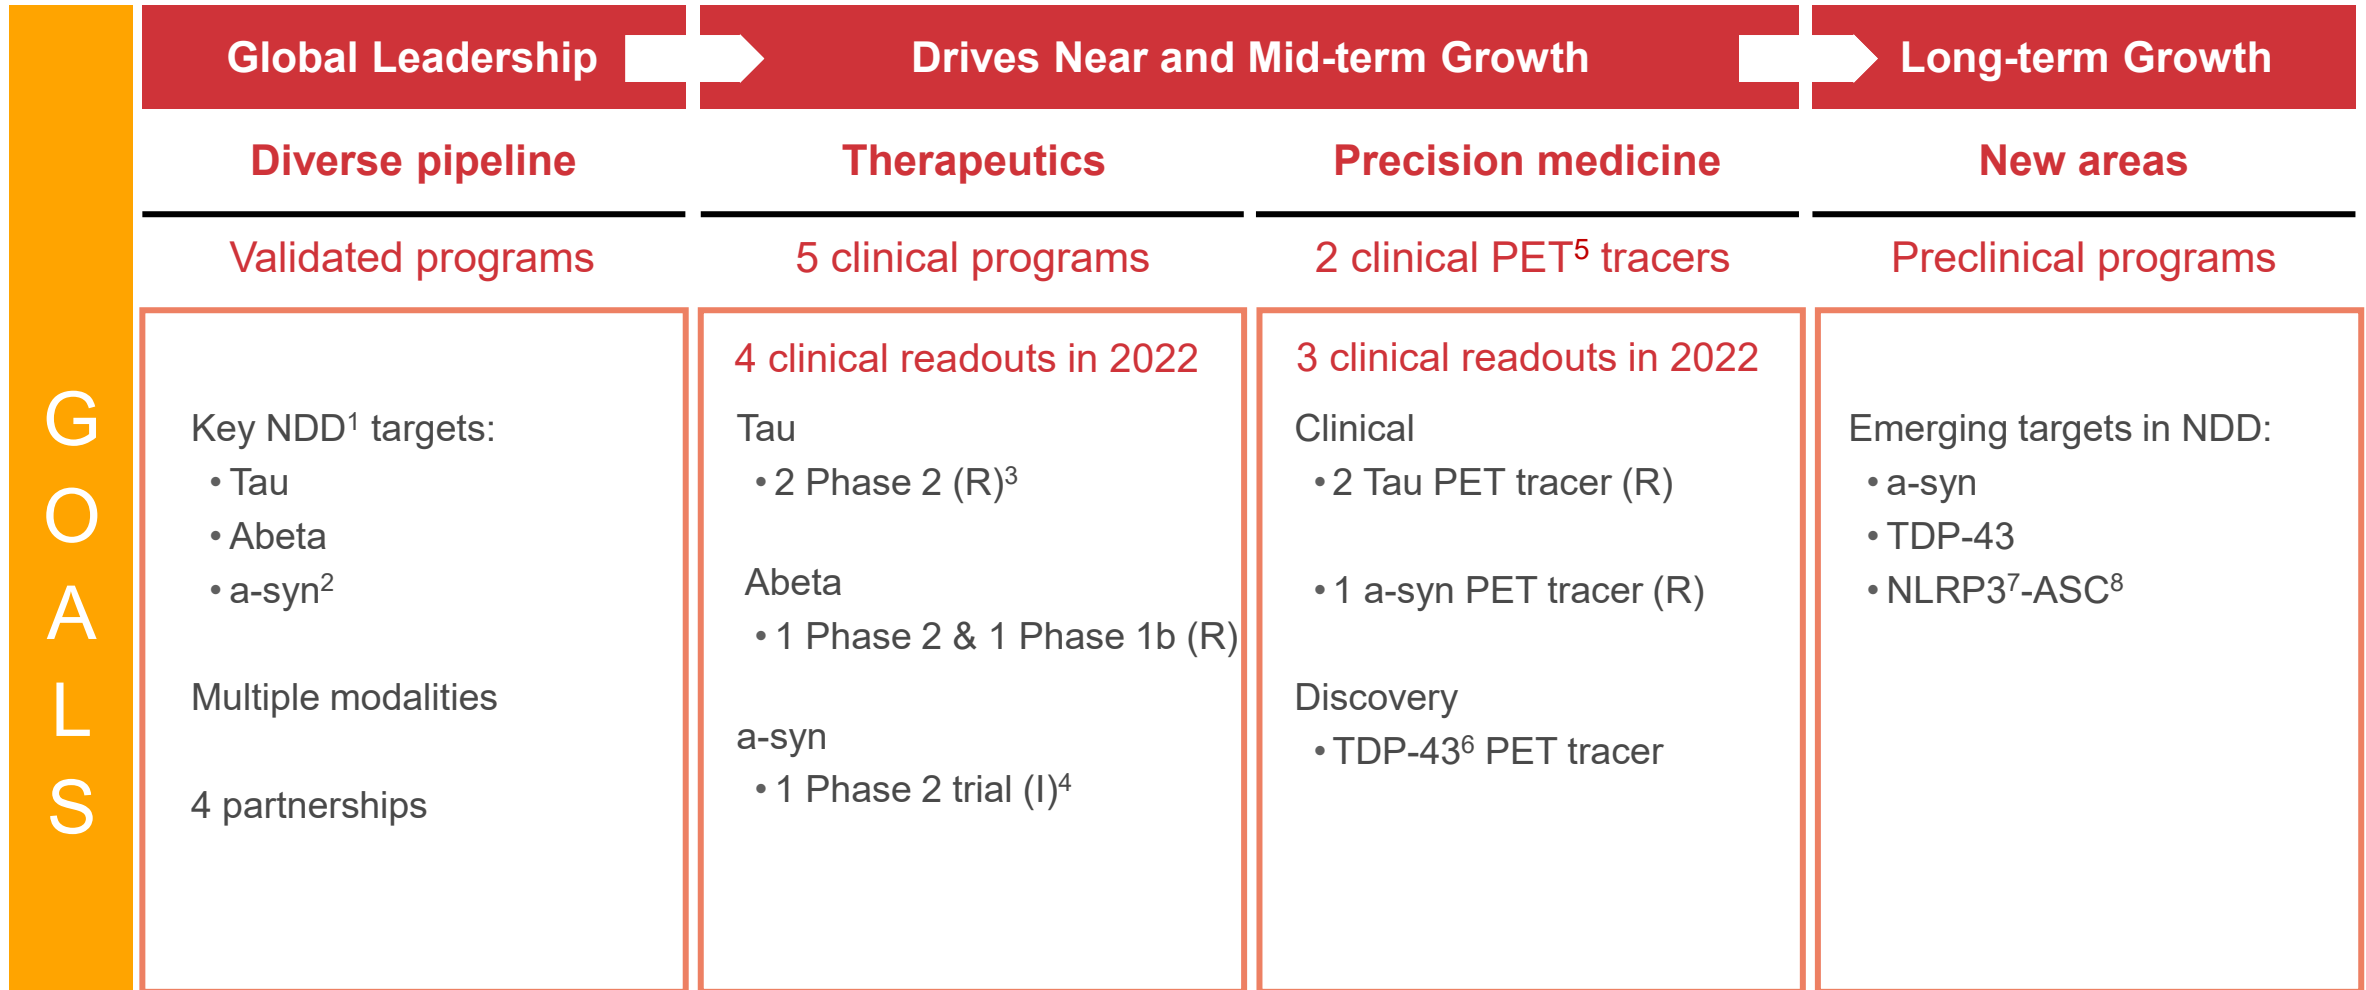 GOALS
Global Leadership
Drives Near and Mid-term Growth
Long-term Growth
Diverse pipeline
Therapeutics
Precision medicine
New areas
Validated programs
5 clinical programs
2 clinical PET⁵ tracers
Preclinical programs
Key NDD¹ targets:
• Tau
• Abeta
• a-syn²
Multiple modalities
4 partnerships
4 clinical readouts in 2022
Tau
• 2 Phase 2 (R)³
Abeta
• 1 Phase 2 & 1 Phase 1b (R)
a-syn
• 1 Phase 2 trial (I)⁴
3 clinical readouts in 2022
Clinical
• 2 Tau PET tracer (R)
• 1 a-syn PET tracer (R)
Discovery
• TDP-43⁶ PET tracer
Emerging targets in NDD:
• a-syn
• TDP-43
• NLRP3⁷-ASC⁸